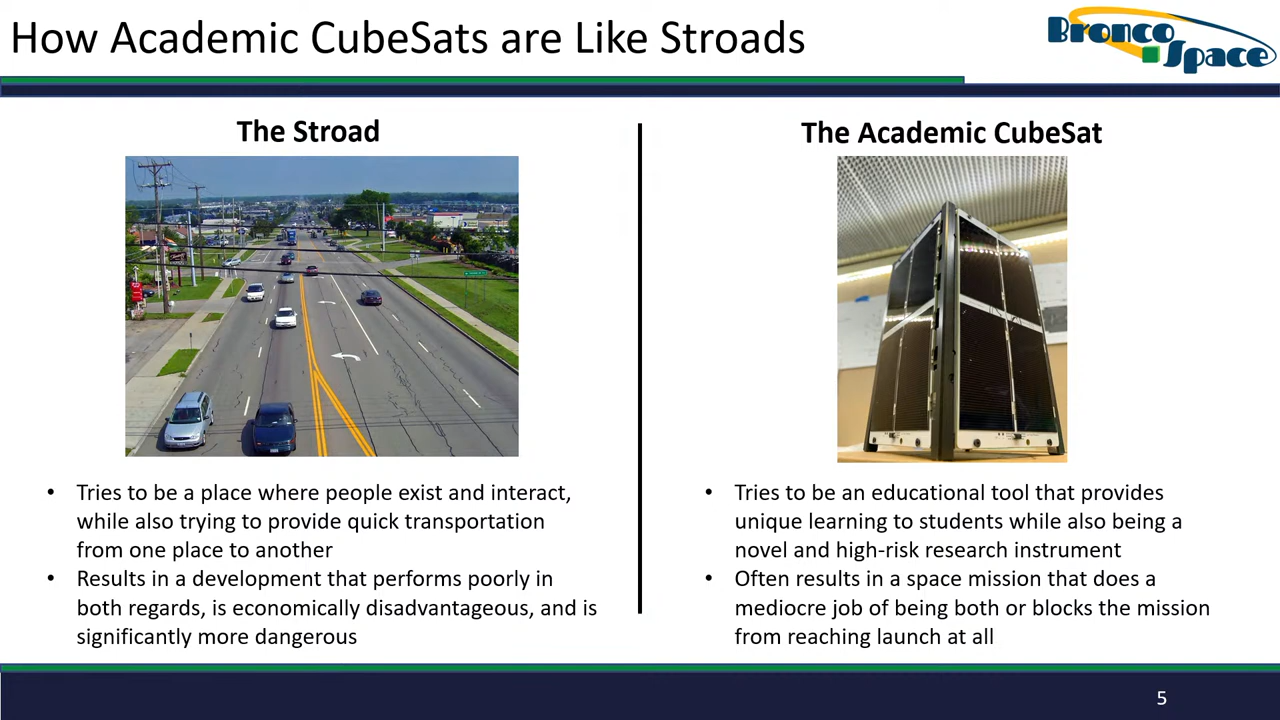 How Academic CubeSats are Like Stroads
Bronco
Space
The Stroad
• Tries to be a place where people exist and interact,
while also trying to provide quick transportation
from one place to another
• Results in a development that performs poorly in
both regards, is economically disadvantageous, and is
significantly more dangerous
The Academic CubeSat
• Tries to be an educational tool that provides
unique learning to students while also being a
novel and high-risk research instrument
• Often results in a space mission that does a
mediocre job of being both or blocks the mission
from reaching launch at all
5